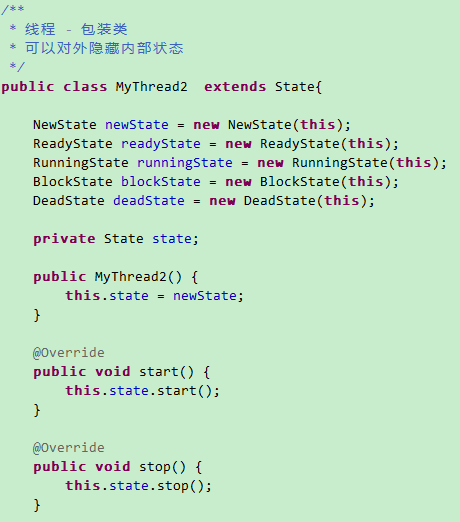 /**
 * 线程 - 包装类
 * 可以对外隐藏内部状态
 */
public class MyThread2  extends State{
    NewState newState = new NewState(this);
    ReadyState readyState = new ReadyState(this);
    RunningState runningState = new RunningState(this);
    BlockState blockState = new BlockState(this);
    DeadState deadState = new DeadState(this);
    private State state;
    public MyThread2() {
        this.state = newState;
    }
    @Override
    public void start() {
        this.state.start();
    }
    @Override
    public void stop() {
        this.state.stop();
    }